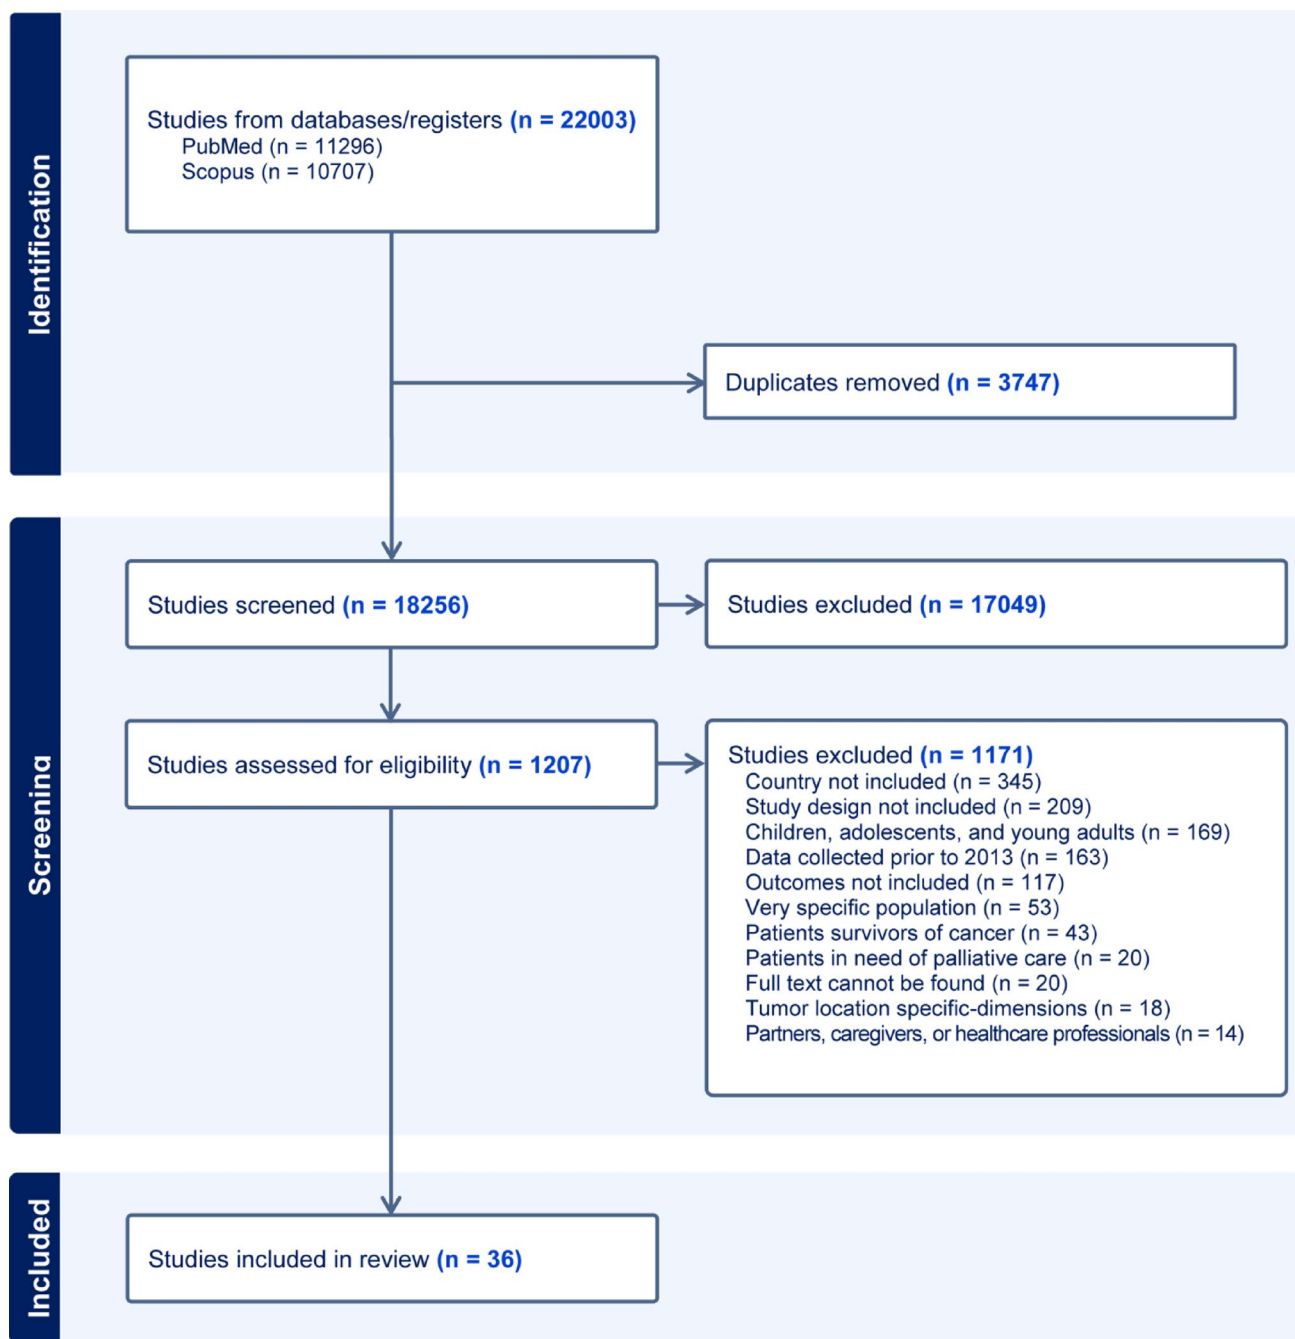 Identification
Studies from databases/registers (n = 22003)
PubMed (n = 11296)
Scopus (n = 10707)
Duplicates removed (n = 3747)
Screening
Studies screened (n = 18256)
Studies excluded (n = 17049)
Studies assessed for eligibility (n = 1207)
Studies excluded (n = 1171)
Country not included (n = 345)
Study design not included (n = 209)
Children, adolescents, and young adults (n = 169)
Data collected prior to 2013 (n = 163)
Outcomes not included (n = 117)
Very specific population (n = 53)
Patients survivors of cancer (n = 43)
Patients in need of palliative care (n = 20)
Full text cannot be found (n = 20)
Tumor location specific-dimensions (n = 18)
Partners, caregivers, or healthcare professionals (n = 14)
Included
Studies included in review (n = 36)